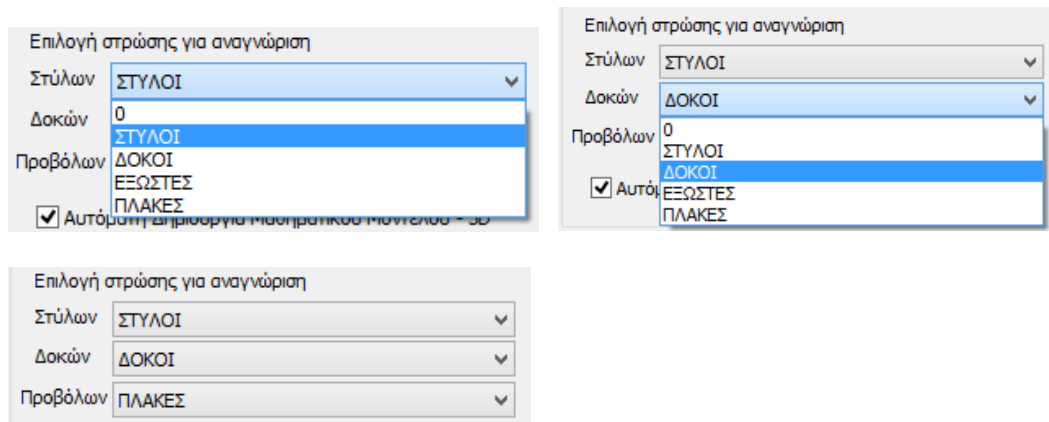 Επιλογή στρώσης για αναγνώριση
Στύλων ΣΤΥΛΟΙ
Δοκών 0
ΣΤΥΛΟΙ
Προβόλων ΔΟΚΟΙ
ΕΞΩΣΤΕΣ
ΠΛΑΚΕΣ
Αυτόματη Δημιουργία Μαθηματικού Μοντέλου - 3D
Επιλογή στρώσης για αναγνώριση
Στύλων ΣΤΥΛΟΙ
Δοκών ΔΟΚΟΙ
Προβόλων 0
ΣΤΥΛΟΙ
ΔΟΚΟΙ
ΕΞΩΣΤΕΣ
ΠΛΑΚΕΣ
Επιλογή στρώσης για αναγνώριση
Στύλων ΣΤΥΛΟΙ
Δοκών ΔΟΚΟΙ
Προβόλων ΠΛΑΚΕΣ